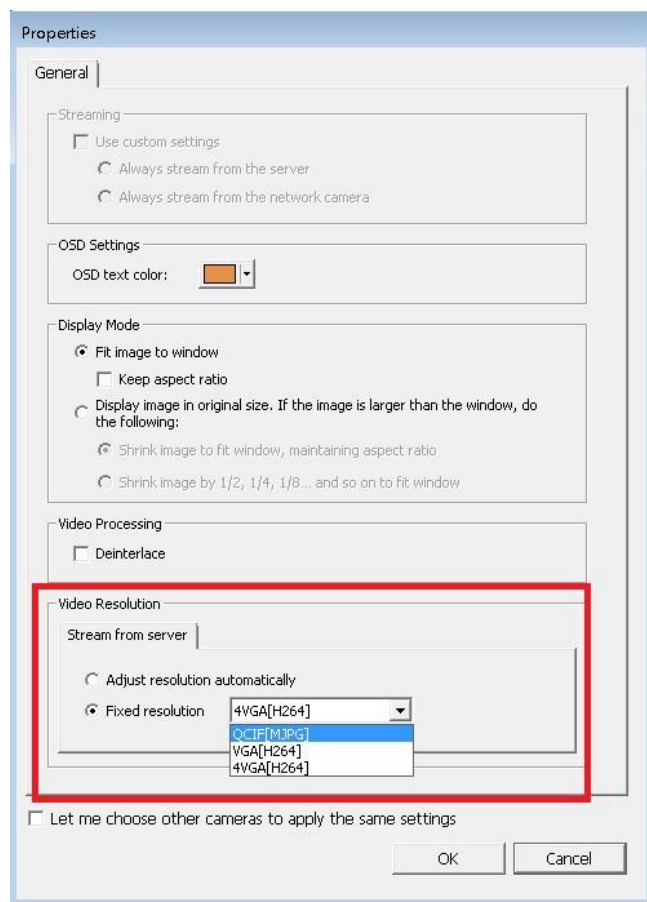 Properties
General
Streaming
Use custom settings
Always stream from the server
Always stream from the network camera
OSD Settings
OSD text color:
Display Mode
Fit image to window
Keep aspect ratio
Display image in original size. If the image is larger than the window, do
the following:
Shrink image to fit window, maintaining aspect ratio
Shrink image by 1/2, 1/4, 1/8... and so on to fit window
Video Processing
Deinterlace
Video Resolution
Stream from server
Adjust resolution automatically
Fixed resolution 4VGA[H264]
QCIF[MJPG]
VGA[H264]
4VGA[H264]
Let me choose other cameras to apply the same settings
OK Cancel